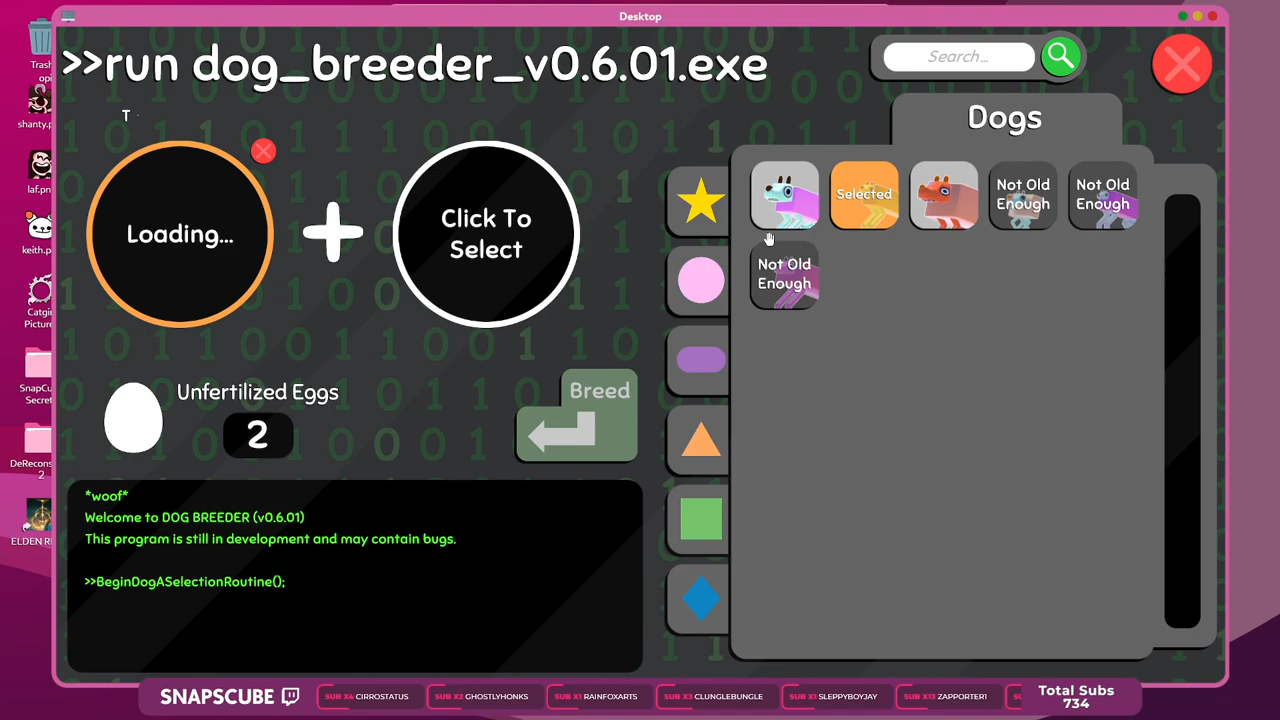 Desktop
>>run dog_breeder_v0.6.01.exe
Search...
T
Dogs
Trash
shanty.p
laf.pn
keith.p
Catgir
Picture
SnapCu
Secret
DeRecons
2
ELDEN RI
Loading...
Click To
Select
Selected
Not Old
Enough
Not Old
Enough
Not Old
Enough
Unfertilized Eggs
2
Breed
*woof*
Welcome to DOG BREEDER (v0.6.01)
This program is still in development and may contain bugs.
>>BeginDogASelectionRoutine();
SNAPSCUBE
SUB X4 CIRROSTATUS
SUB X2 GHOSTLYHONKS
SUB X1 RAINFOXARTS
SUB X3 CLUNGLEBUNGLE
SUB X1 SLEPPYBOYJAY
SUB X13 ZAPPORTER1
Total Subs
734